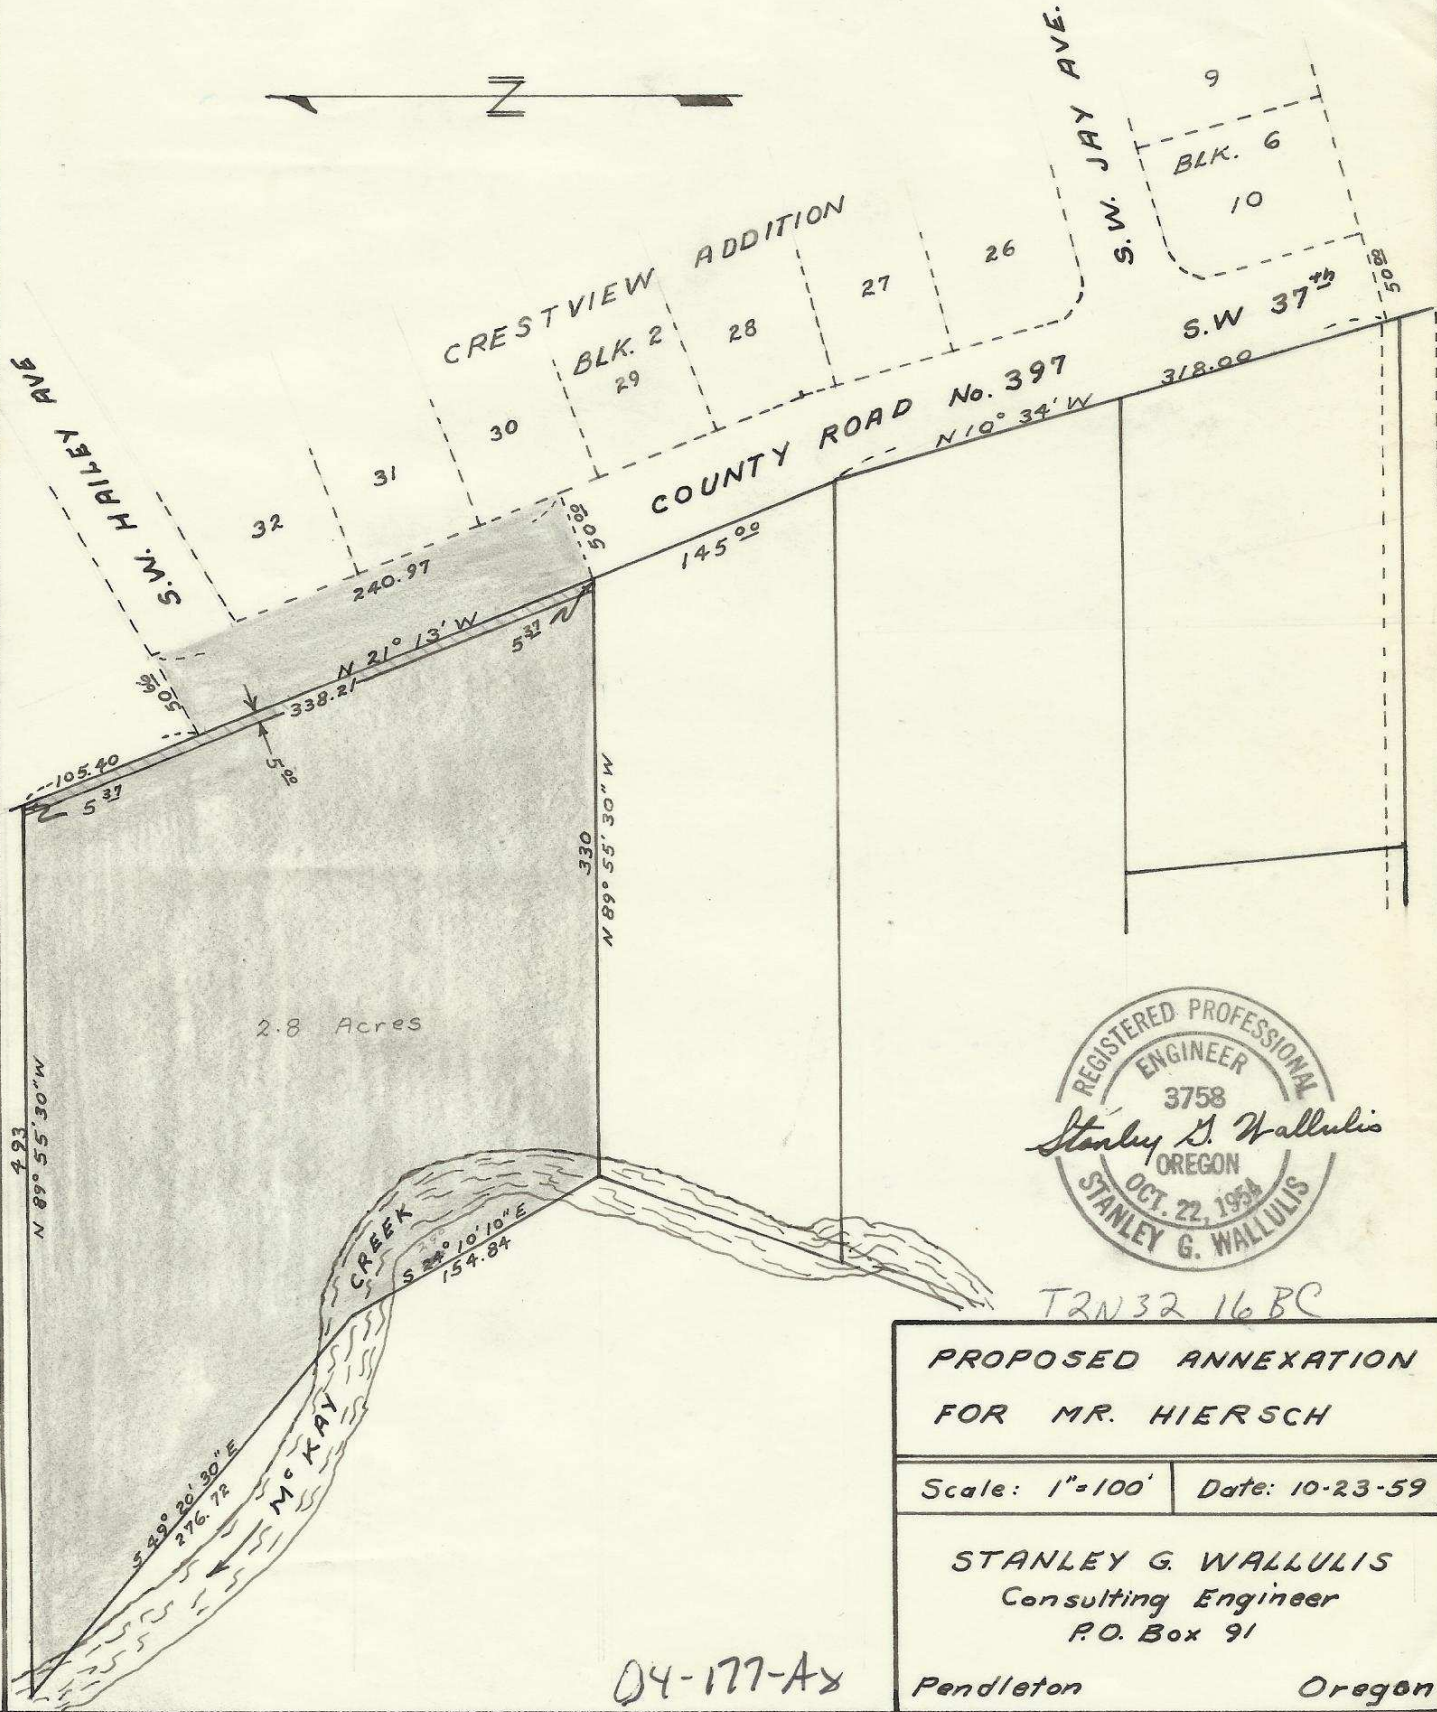 N
S.W. JAY AVE.
9
BLK. 6
10
CRESTVIEW ADDITION
26
27
28
BLK. 2
29
30
31
32
S.W. HAILEY AVE
S.W 37th
50.00
318.00
COUNTY ROAD No. 397
N 10° 34' W
145.00
50.00
240.97
N 21° 13' W
338.21
5.37
105.40
5.37
5.00
330
N 89° 55' 30" W
2.8 Acres
493
N 89° 55' 30" W
CREEK
McKAY
S 24° 10' 10" E
154.84
S 49° 20' 30" E
276.72
REGISTERED PROFESSIONAL
ENGINEER
3758
Stanley G. Wallulis
OREGON
OCT. 22, 1954
STANLEY G. WALLULIS
T2N32 16BC
PROPOSED ANNEXATION
FOR MR. HIERSCH
Scale: 1"=100'
Date: 10-23-59
STANLEY G. WALLULIS
Consulting Engineer
P.O. Box 91
Pendleton Oregon
04-177-Ax